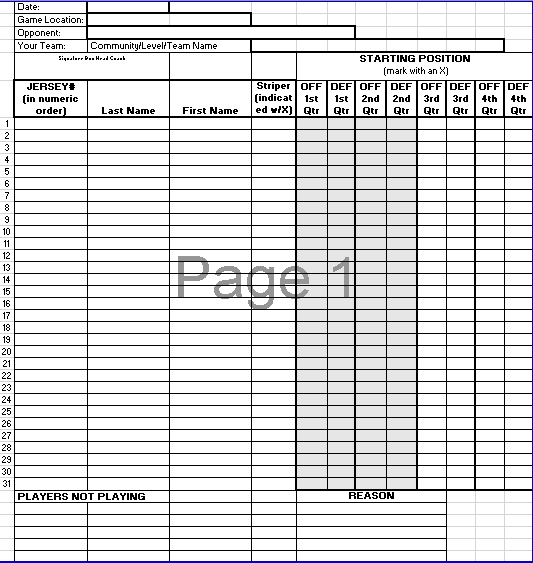 Date:
Game Location:
Opponent:
Your Team: Community/Level/Team Name
Signature Box Head Coach STARTING POSITION
(mark with an X)
JERSEY# Striper OFF DEF OFF DEF OFF DEF OFF DEF
(in numeric (indicat 1st 1st 2nd 2nd 3rd 3rd 4th 4th
order) Last Name First Name ed w/X) Qtr Qtr Qtr Qtr Qtr Qtr Qtr Qtr
1
2
3
4
5
6
7
8
9
10
11
12
13
Page 1
14
15
16
17
18
19
20
21
22
23
24
25
26
27
28
29
30
31
PLAYERS NOT PLAYING REASON